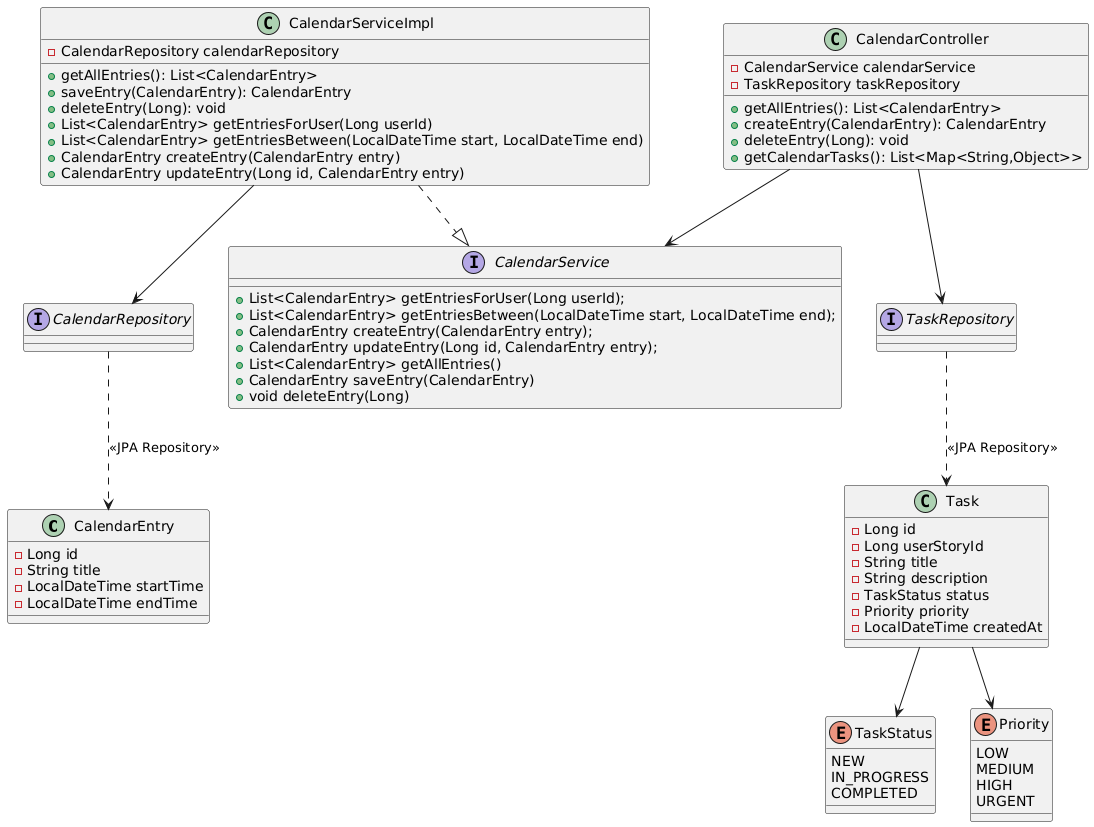 C CalendarServiceImpl
CalendarRepository calendarRepository
getAllEntries(): List<CalendarEntry>
saveEntry(CalendarEntry): CalendarEntry
deleteEntry(Long): void
List<CalendarEntry> getEntriesForUser(Long userId)
List<CalendarEntry> getEntriesBetween(LocalDateTime start, LocalDateTime end)
CalendarEntry createEntry(CalendarEntry entry)
CalendarEntry updateEntry(Long id, CalendarEntry entry)
C CalendarController
CalendarService calendarService
TaskRepository taskRepository
getAllEntries(): List<CalendarEntry>
createEntry(CalendarEntry): CalendarEntry
deleteEntry(Long): void
getCalendarTasks(): List<Map<String,Object>>
I CalendarService
List<CalendarEntry> getEntriesForUser(Long userId);
List<CalendarEntry> getEntriesBetween(LocalDateTime start, LocalDateTime end);
CalendarEntry createEntry(CalendarEntry entry);
CalendarEntry updateEntry(Long id, CalendarEntry entry);
List<CalendarEntry> getAllEntries()
CalendarEntry saveEntry(CalendarEntry)
void deleteEntry(Long)
I CalendarRepository
I TaskRepository
«JPA Repository»
«JPA Repository»
C CalendarEntry
Long id
String title
LocalDateTime startTime
LocalDateTime endTime
C Task
Long id
Long userStoryId
String title
String description
TaskStatus status
Priority priority
LocalDateTime createdAt
E TaskStatus
NEW
IN_PROGRESS
COMPLETED
E Priority
LOW
MEDIUM
HIGH
URGENT